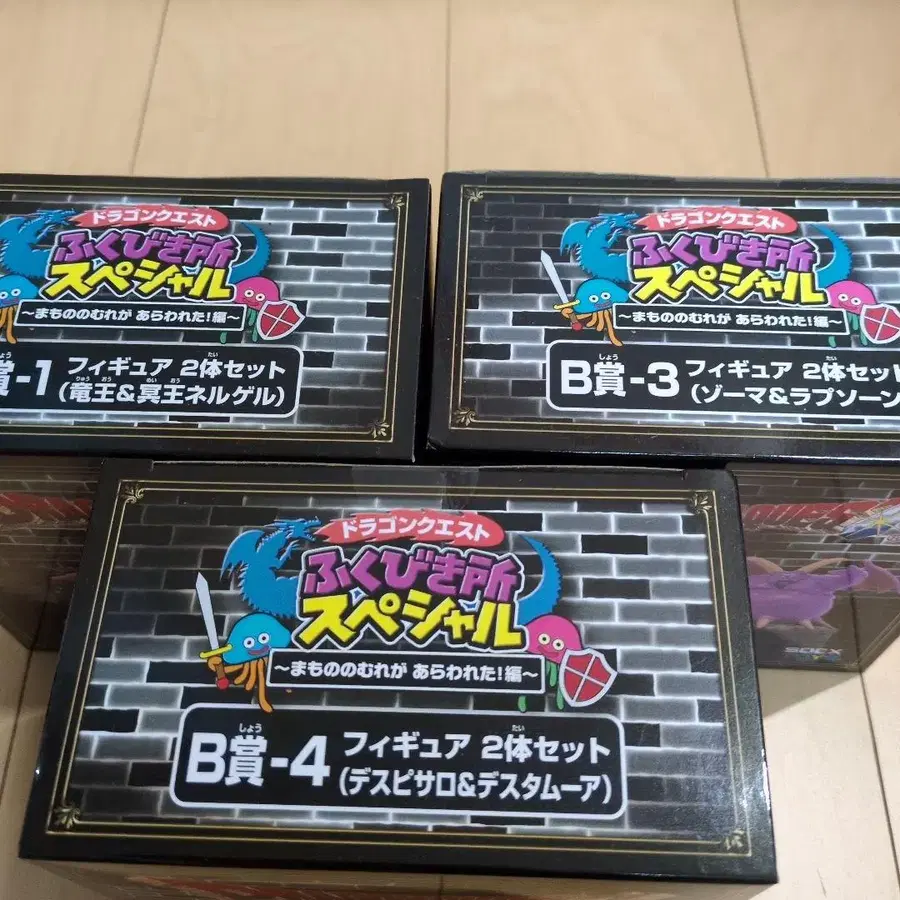 ドラゴンクエスト
ふくびき所
スペシャル
～まもののむれが あらわれた!編～
賞-1 フィギュア 2体セット
(竜王&冥王ネルゲル)
ドラゴンクエスト
ふくびき所
スペシャル
～まもののむれが あらわれた!編～
B賞-3 フィギュア 2体セット
(ゾーマ&ラプソーン
ドラゴンクエスト
ふくびき所
スペシャル
～まもののむれが あらわれた!編～
B賞-4 フィギュア 2体セット
(デスピサロ&デスタムーア)